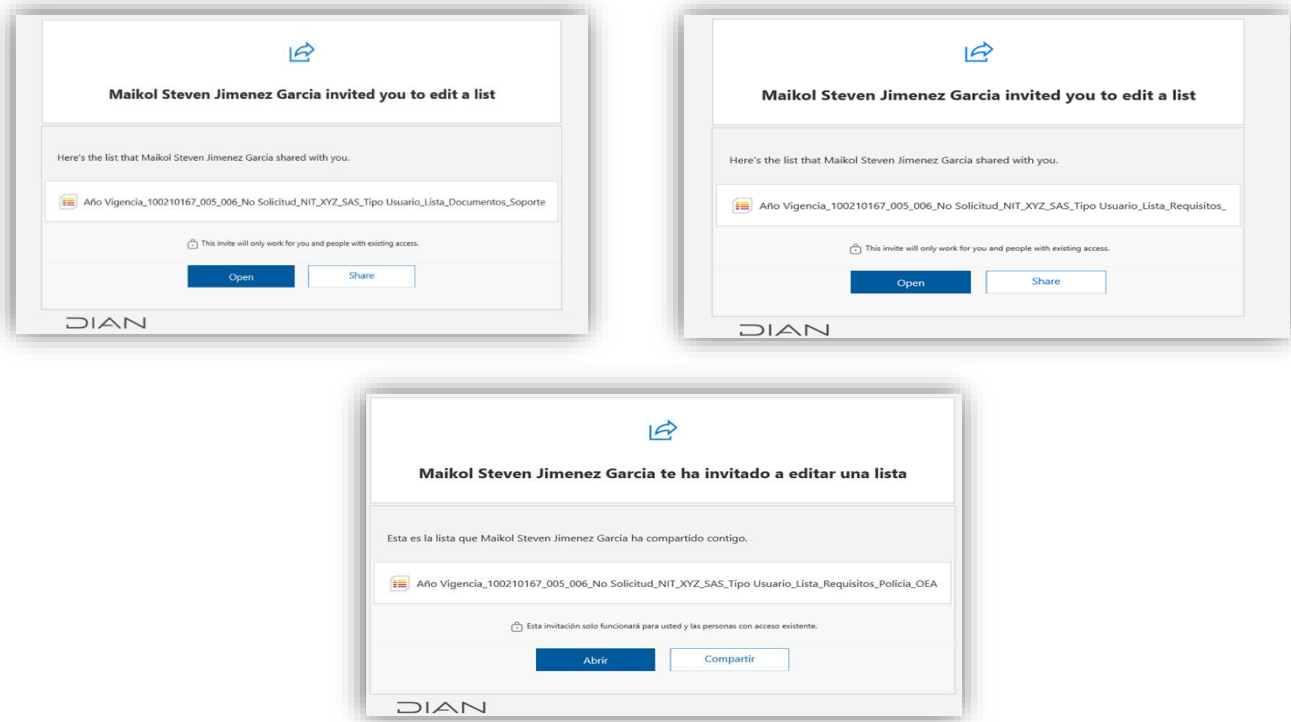 Maikol Steven Jimenez Garcia invited you to edit a list
Here's the list that Maikol Steven Jimenez Garcia shared with you.
Año Vigencia_100210167_005_006_No Solicitud_NIT_XYZ_SAS_Tipo Usuario_Lista_Documentos_Soporte
This invite will only work for you and people with existing access.
Open
Share
DIAN
Maikol Steven Jimenez Garcia invited you to edit a list
Here's the list that Maikol Steven Jimenez Garcia shared with you.
Año Vigencia_100210167_005_006_No Solicitud_NIT_XYZ_SAS_Tipo Usuario_Lista_Requisitos_
This invite will only work for you and people with existing access.
Open
Share
DIAN
Maikol Steven Jimenez Garcia te ha invitado a editar una lista
Esta es la lista que Maikol Steven Jimenez Garcia ha compartido contigo.
Año Vigencia_100210167_005_006_No Solicitud_NIT_XYZ_SAS_Tipo Usuario_Lista_Requisitos_Policia_OEA
Esta invitación solo funcionará para usted y las personas con acceso existente.
Abrir
Compartir
DIAN